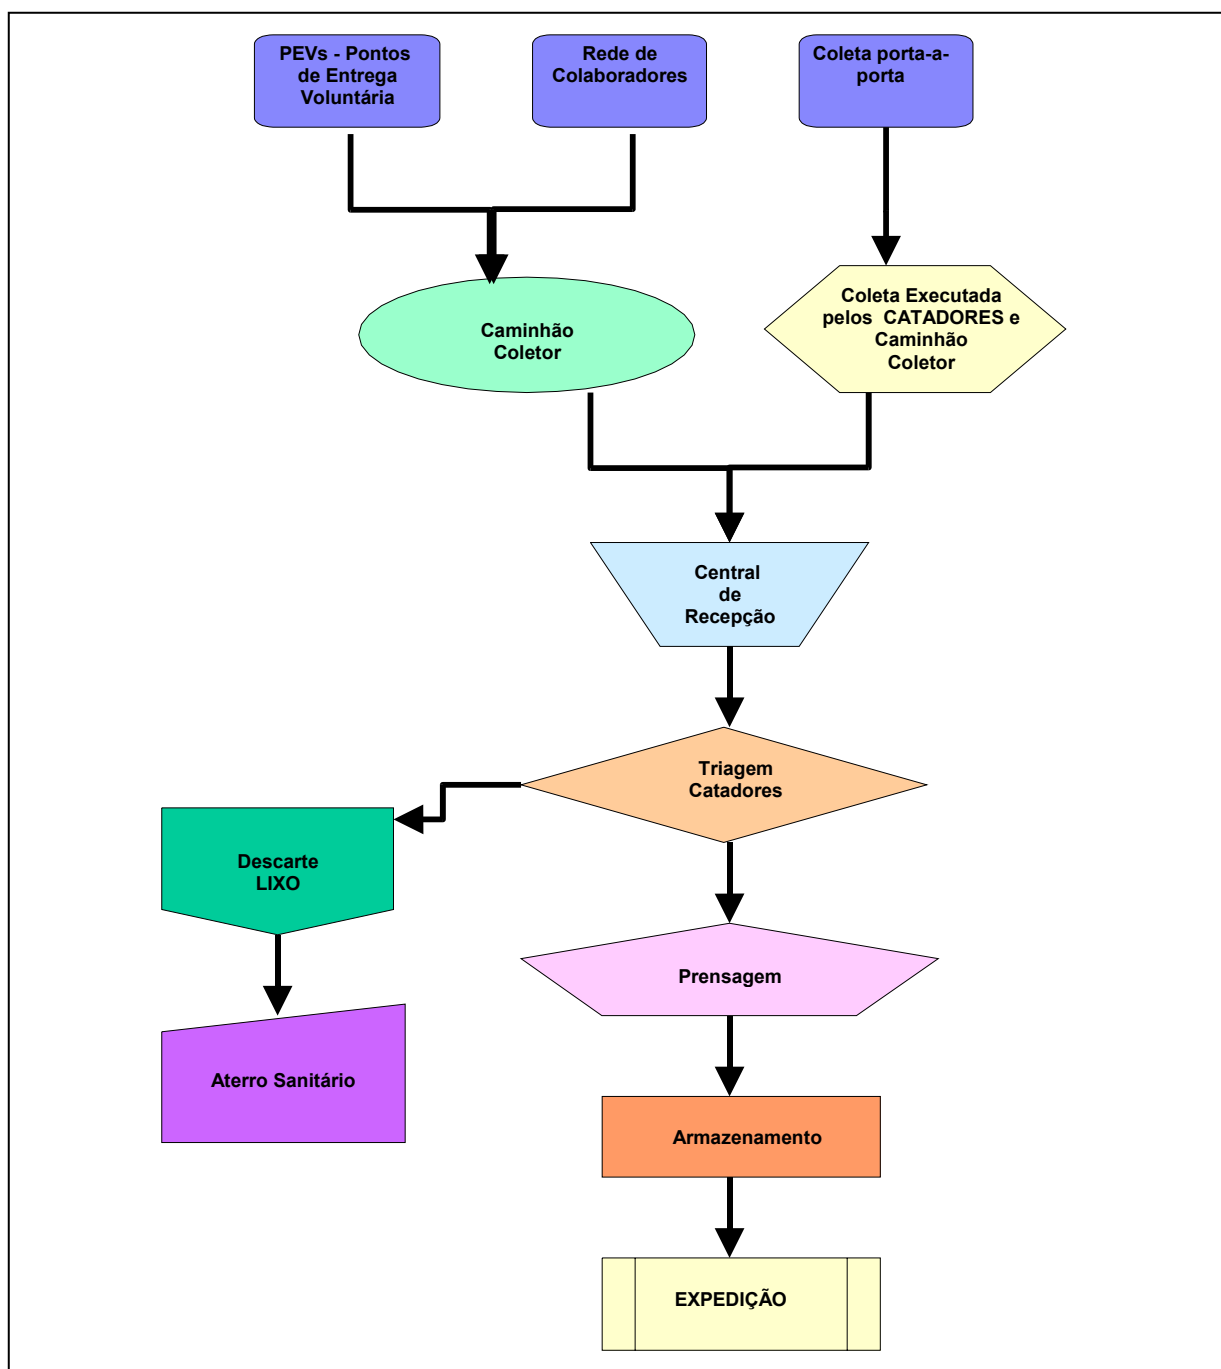 PEVs - Pontos
de Entrega
Voluntária
Rede de
Colaboradores
Coleta porta-a-
porta
Caminhão
Coletor
Coleta Executada
pelos  CATADORES e
Caminhão
Coletor
Central
de
Recepção
Triagem
Catadores
Descarte
LIXO
Prensagem
Aterro Sanitário
Armazenamento
EXPEDIÇÃO